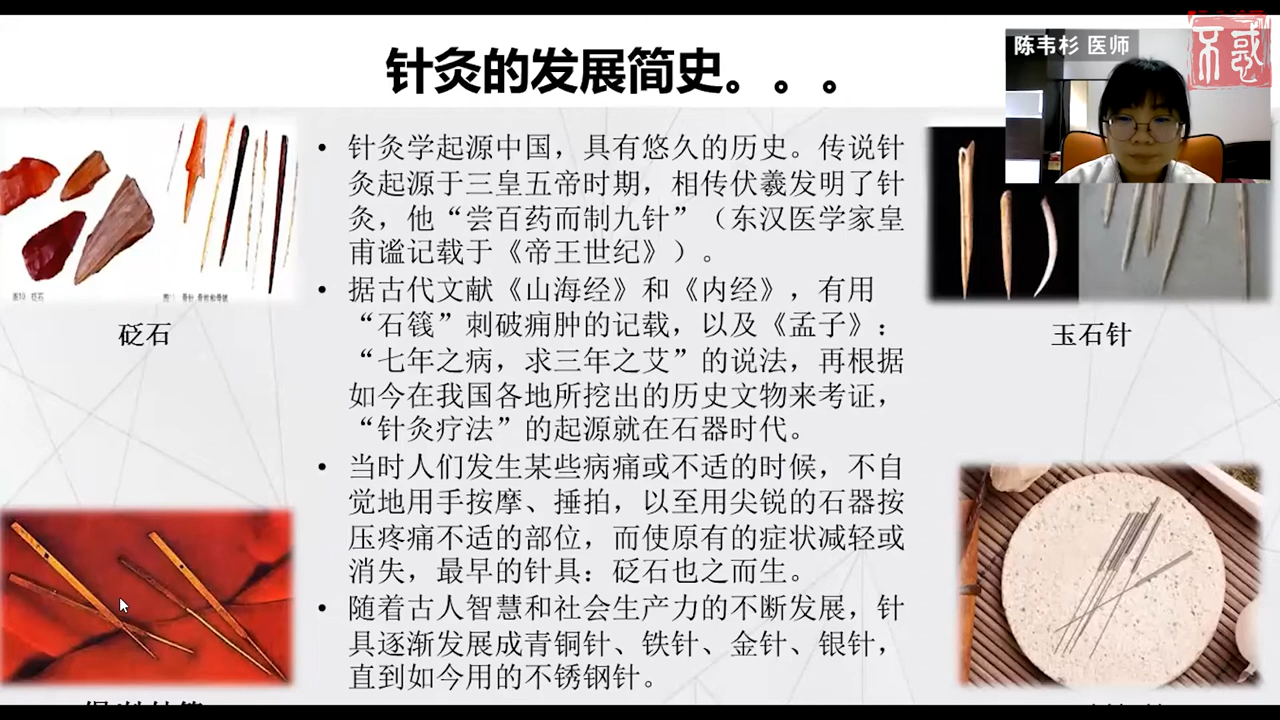 针灸的发展简史。。。
陈韦杉 医师
不惑
• 针灸学起源中国，具有悠久的历史。传说针
灸起源于三皇五帝时期，相传伏羲发明了针
灸，他“尝百药而制九针”（东汉医学家皇
甫谧记载于《帝王世纪》）。
• 据古代文献《山海经》和《内经》，有用
“石篯”刺破痈肿的记载，以及《孟子》：
“七年之病，求三年之艾”的说法，再根据
如今在我国各地所挖出的历史文物来考证，
“针灸疗法”的起源就在石器时代。
• 当时人们发生某些病痛或不适的时候，不自
觉地用手按摩、捶拍，以至用尖锐的石器按
压疼痛不适的部位，而使原有的症状减轻或
消失，最早的针具：砭石也之而生。
• 随着古人智慧和社会生产力的不断发展，针
具逐渐发展成青铜针、铁针、金针、银针，
直到如今用的不锈钢针。
砭石
玉石针